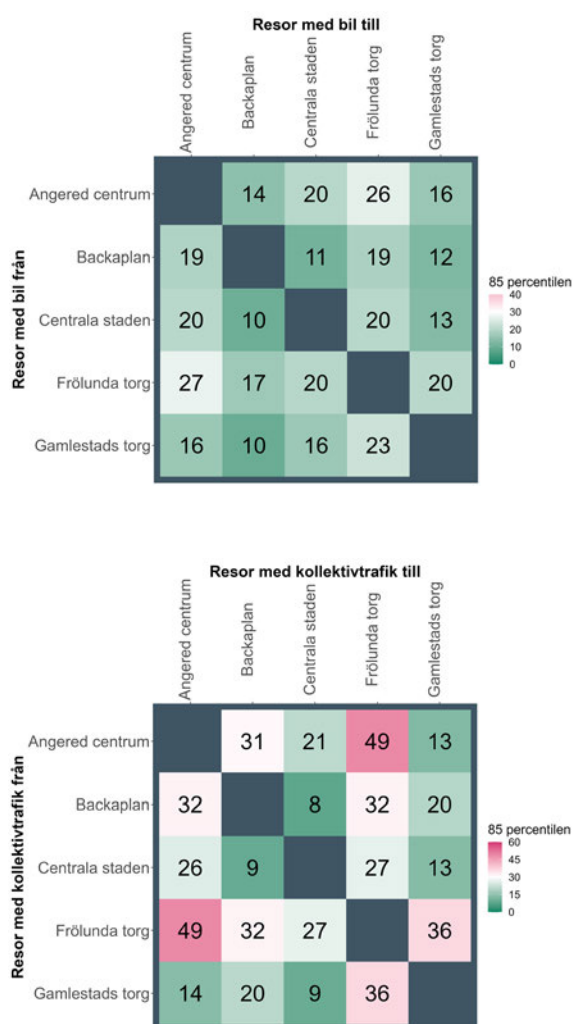 Resor med bil till
Angered centrum
Backaplan
Centrala staden
Frölunda torg
Gamlestads torg
Resor med bil från
Angered centrum 14 20 26 16
Backaplan 19 11 19 12
Centrala staden 20 10 20 13
Frölunda torg 27 17 20 20
Gamlestads torg 16 10 16 23
85 percentilen
40
30
20
10
0
Resor med kollektivtrafik till
Angered centrum
Backaplan
Centrala staden
Frölunda torg
Gamlestads torg
Resor med kollektivtrafik från
Angered centrum 31 21 49 13
Backaplan 32 8 32 20
Centrala staden 26 9 27 13
Frölunda torg 49 32 27 36
Gamlestads torg 14 20 9 36
85 percentilen
60
45
30
15
0